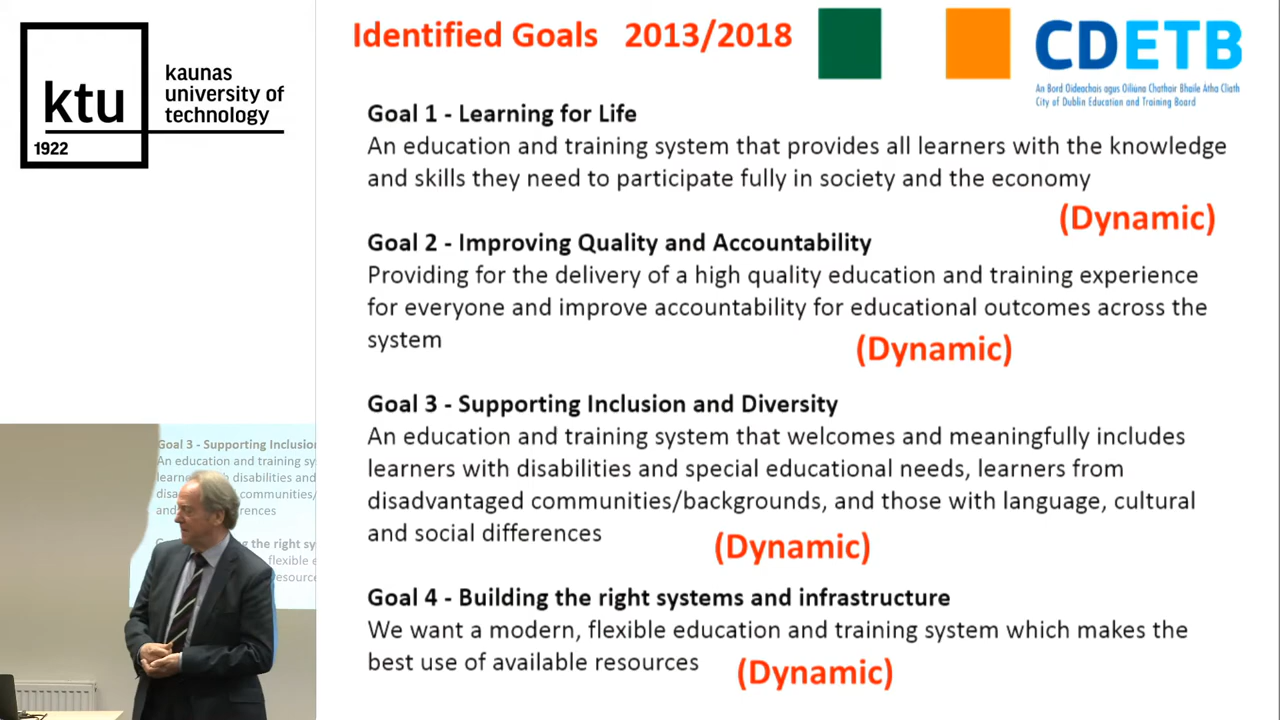 ktu
1922
kaunas
university of
technology
Identified Goals 2013/2018
CDETB
An Bord Oideachais agus Oiliúna Chathair Bhaile Átha Cliath
City of Dublin Education and Training Board
Goal 1 - Learning for Life
An education and training system that provides all learners with the knowledge
and skills they need to participate fully in society and the economy
(Dynamic)
Goal 2 - Improving Quality and Accountability
Providing for the delivery of a high quality education and training experience
for everyone and improve accountability for educational outcomes across the
system
(Dynamic)
Goal 3 - Supporting Inclusion and Diversity
An education and training system that welcomes and meaningfully includes
learners with disabilities and special educational needs, learners from
disadvantaged communities/backgrounds, and those with language, cultural
and social differences
(Dynamic)
Goal 4 - Building the right systems and infrastructure
We want a modern, flexible education and training system which makes the
best use of available resources
(Dynamic)
Goal 3 - Supporting Inclusion
An education and training
with disabilities and
communities/
and
the right
flexible